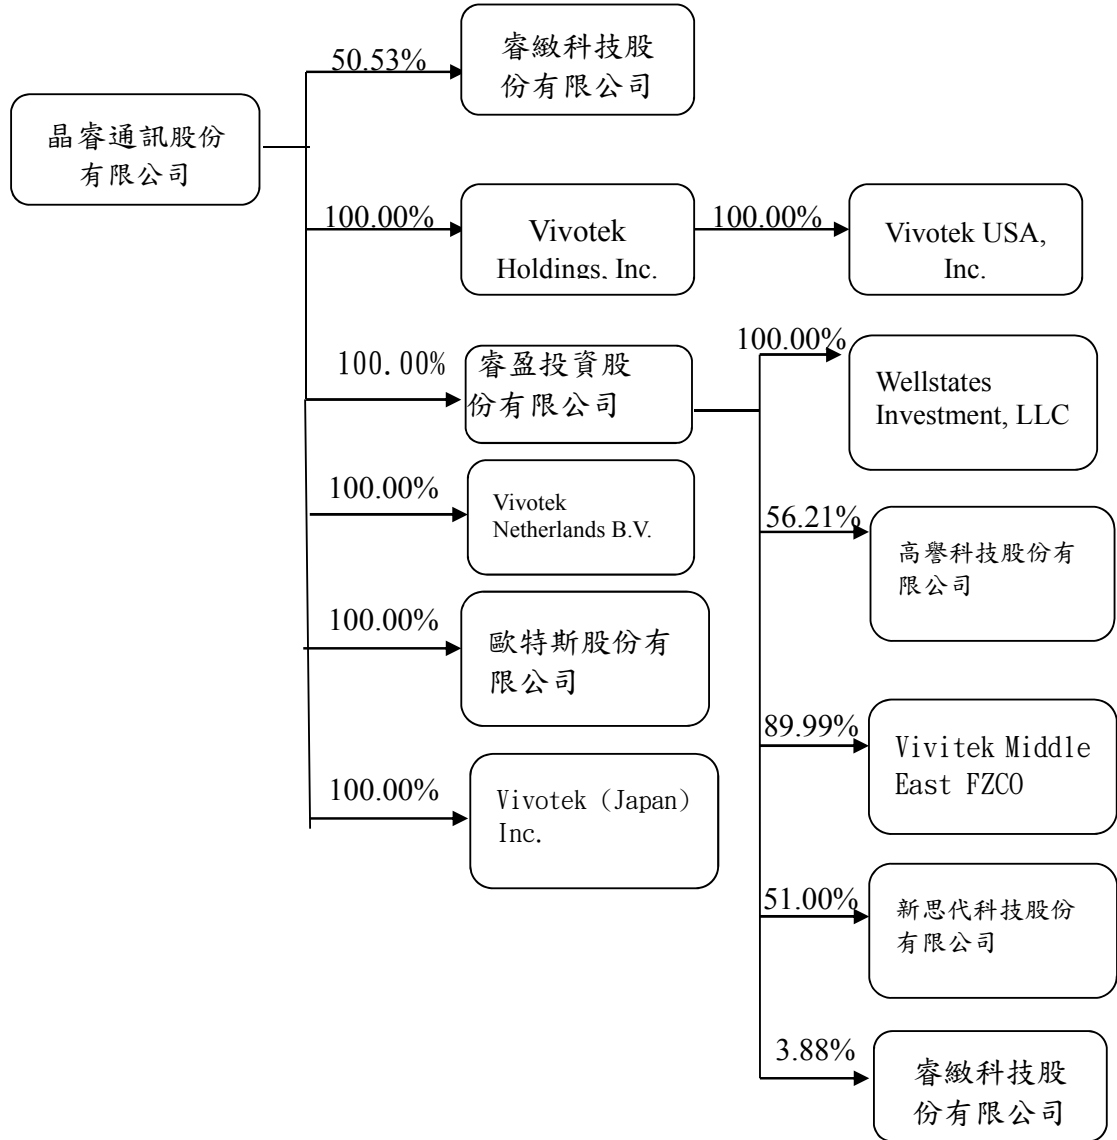 50.53%
睿緻科技股
份有限公司
晶睿通訊股份
有限公司
100.00%
Vivotek
Holdings, Inc.
100.00%
Vivotek USA,
Inc.
100.00%
睿盈投資股
份有限公司
100.00%
Wellstates
Investment, LLC
100.00%
Vivotek
Netherlands B.V.
56.21%
高譽科技股份有
限公司
100.00%
歐特斯股份有
限公司
89.99%
Vivitek Middle
East FZCO
100.00%
Vivotek (Japan)
Inc.
51.00%
新思代科技股份
有限公司
3.88%
睿緻科技股
份有限公司